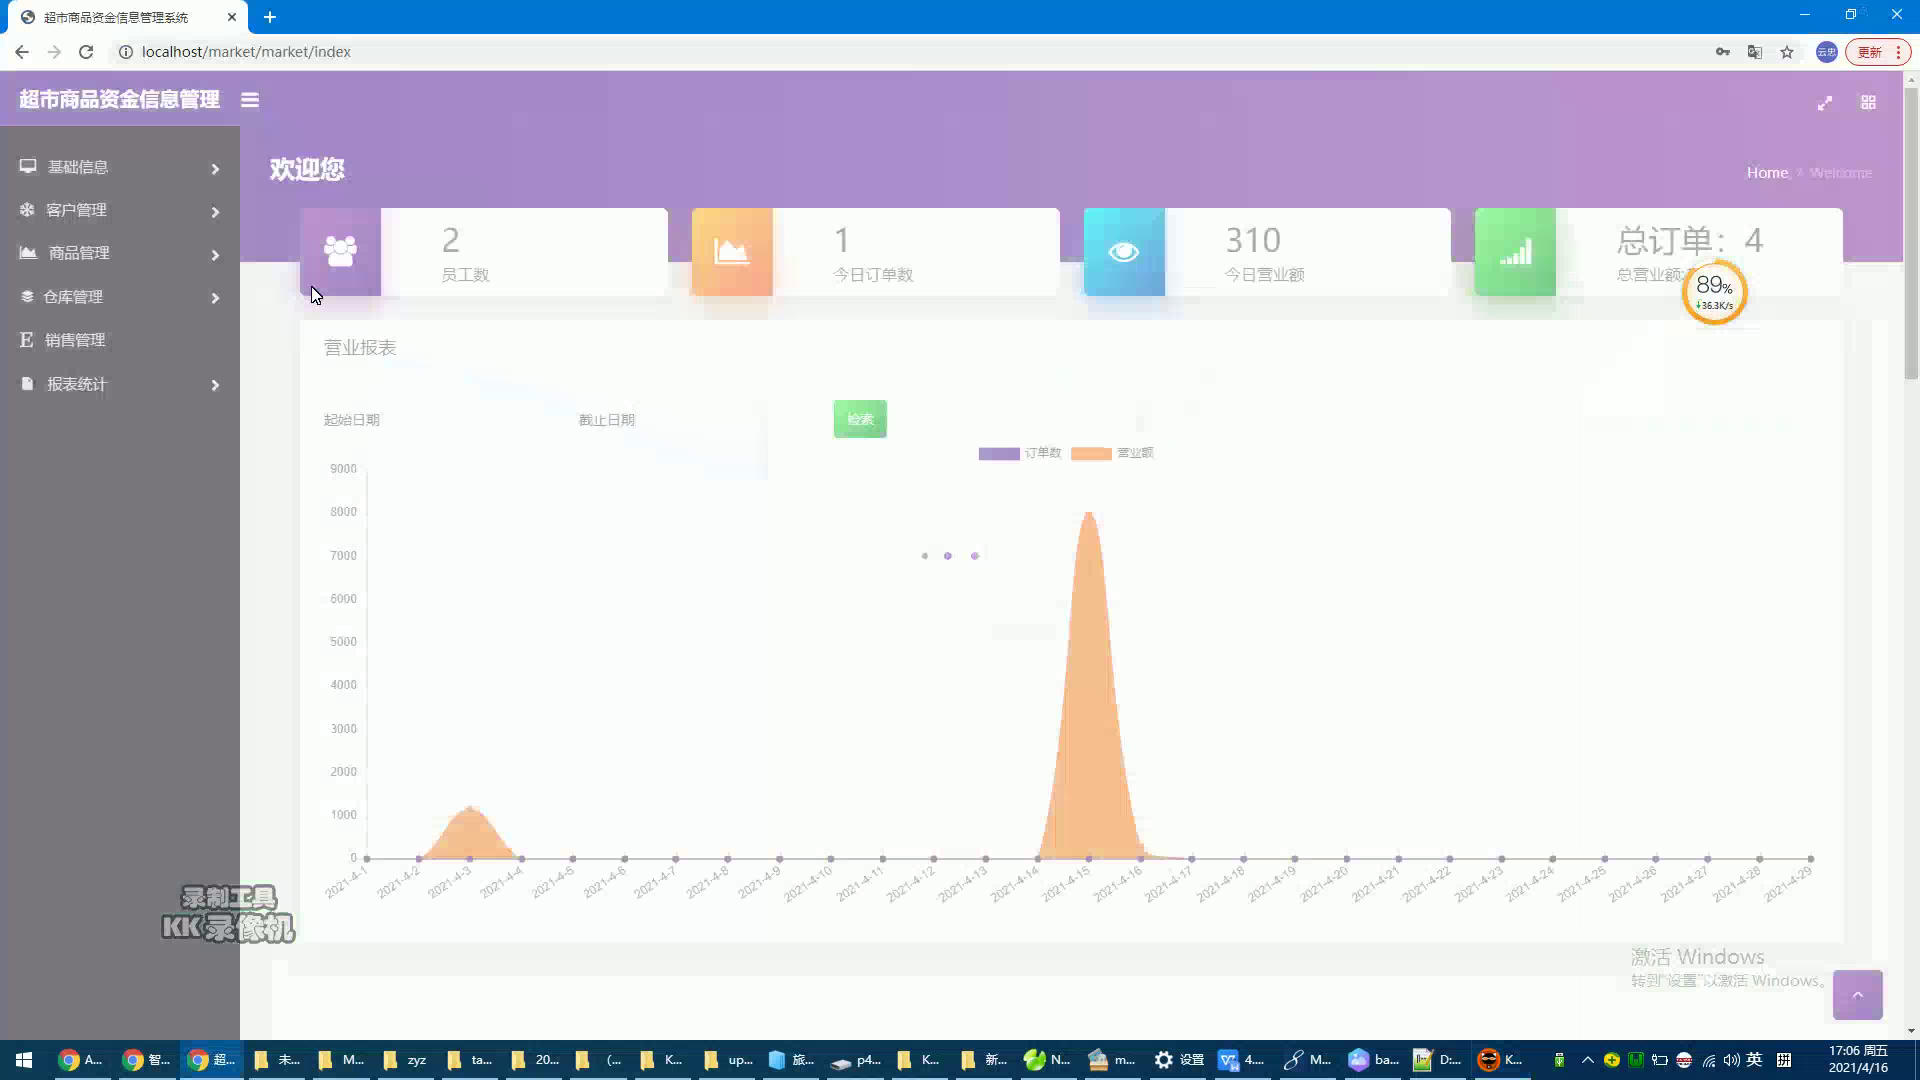 超市商品资金信息管理系统
localhost/market/market/index
云忠
更新
超市商品资金信息管理
基础信息
客户管理
商品管理
仓库管理
E 销售管理
报表统计
欢迎您
Home / Welcome
2
员工数
1
今日订单数
310
今日营业额
总订单：4
总营业额
89%
36.3K/s
营业报表
起始日期
截止日期
检索
订单数
营业额
9000
8000
7000
6000
5000
4000
3000
2000
1000
0
2021-4-1
2021-4-2
2021-4-3
2021-4-4
2021-4-5
2021-4-6
2021-4-7
2021-4-8
2021-4-9
2021-4-10
2021-4-11
2021-4-12
2021-4-13
2021-4-14
2021-4-15
2021-4-16
2021-4-17
2021-4-18
2021-4-19
2021-4-20
2021-4-21
2021-4-22
2021-4-23
2021-4-24
2021-4-25
2021-4-26
2021-4-27
2021-4-28
2021-4-29
录制工具
KK录像机
激活 Windows
转到"设置"以激活 Windows。
A...
智...
超...
未...
M...
zyz
ta...
20...
(...
K...
up...
旅...
p4...
K...
新...
N...
m...
设置
4....
M...
ba...
D:...
K...
英
拼
17:06 周五
2021/4/16